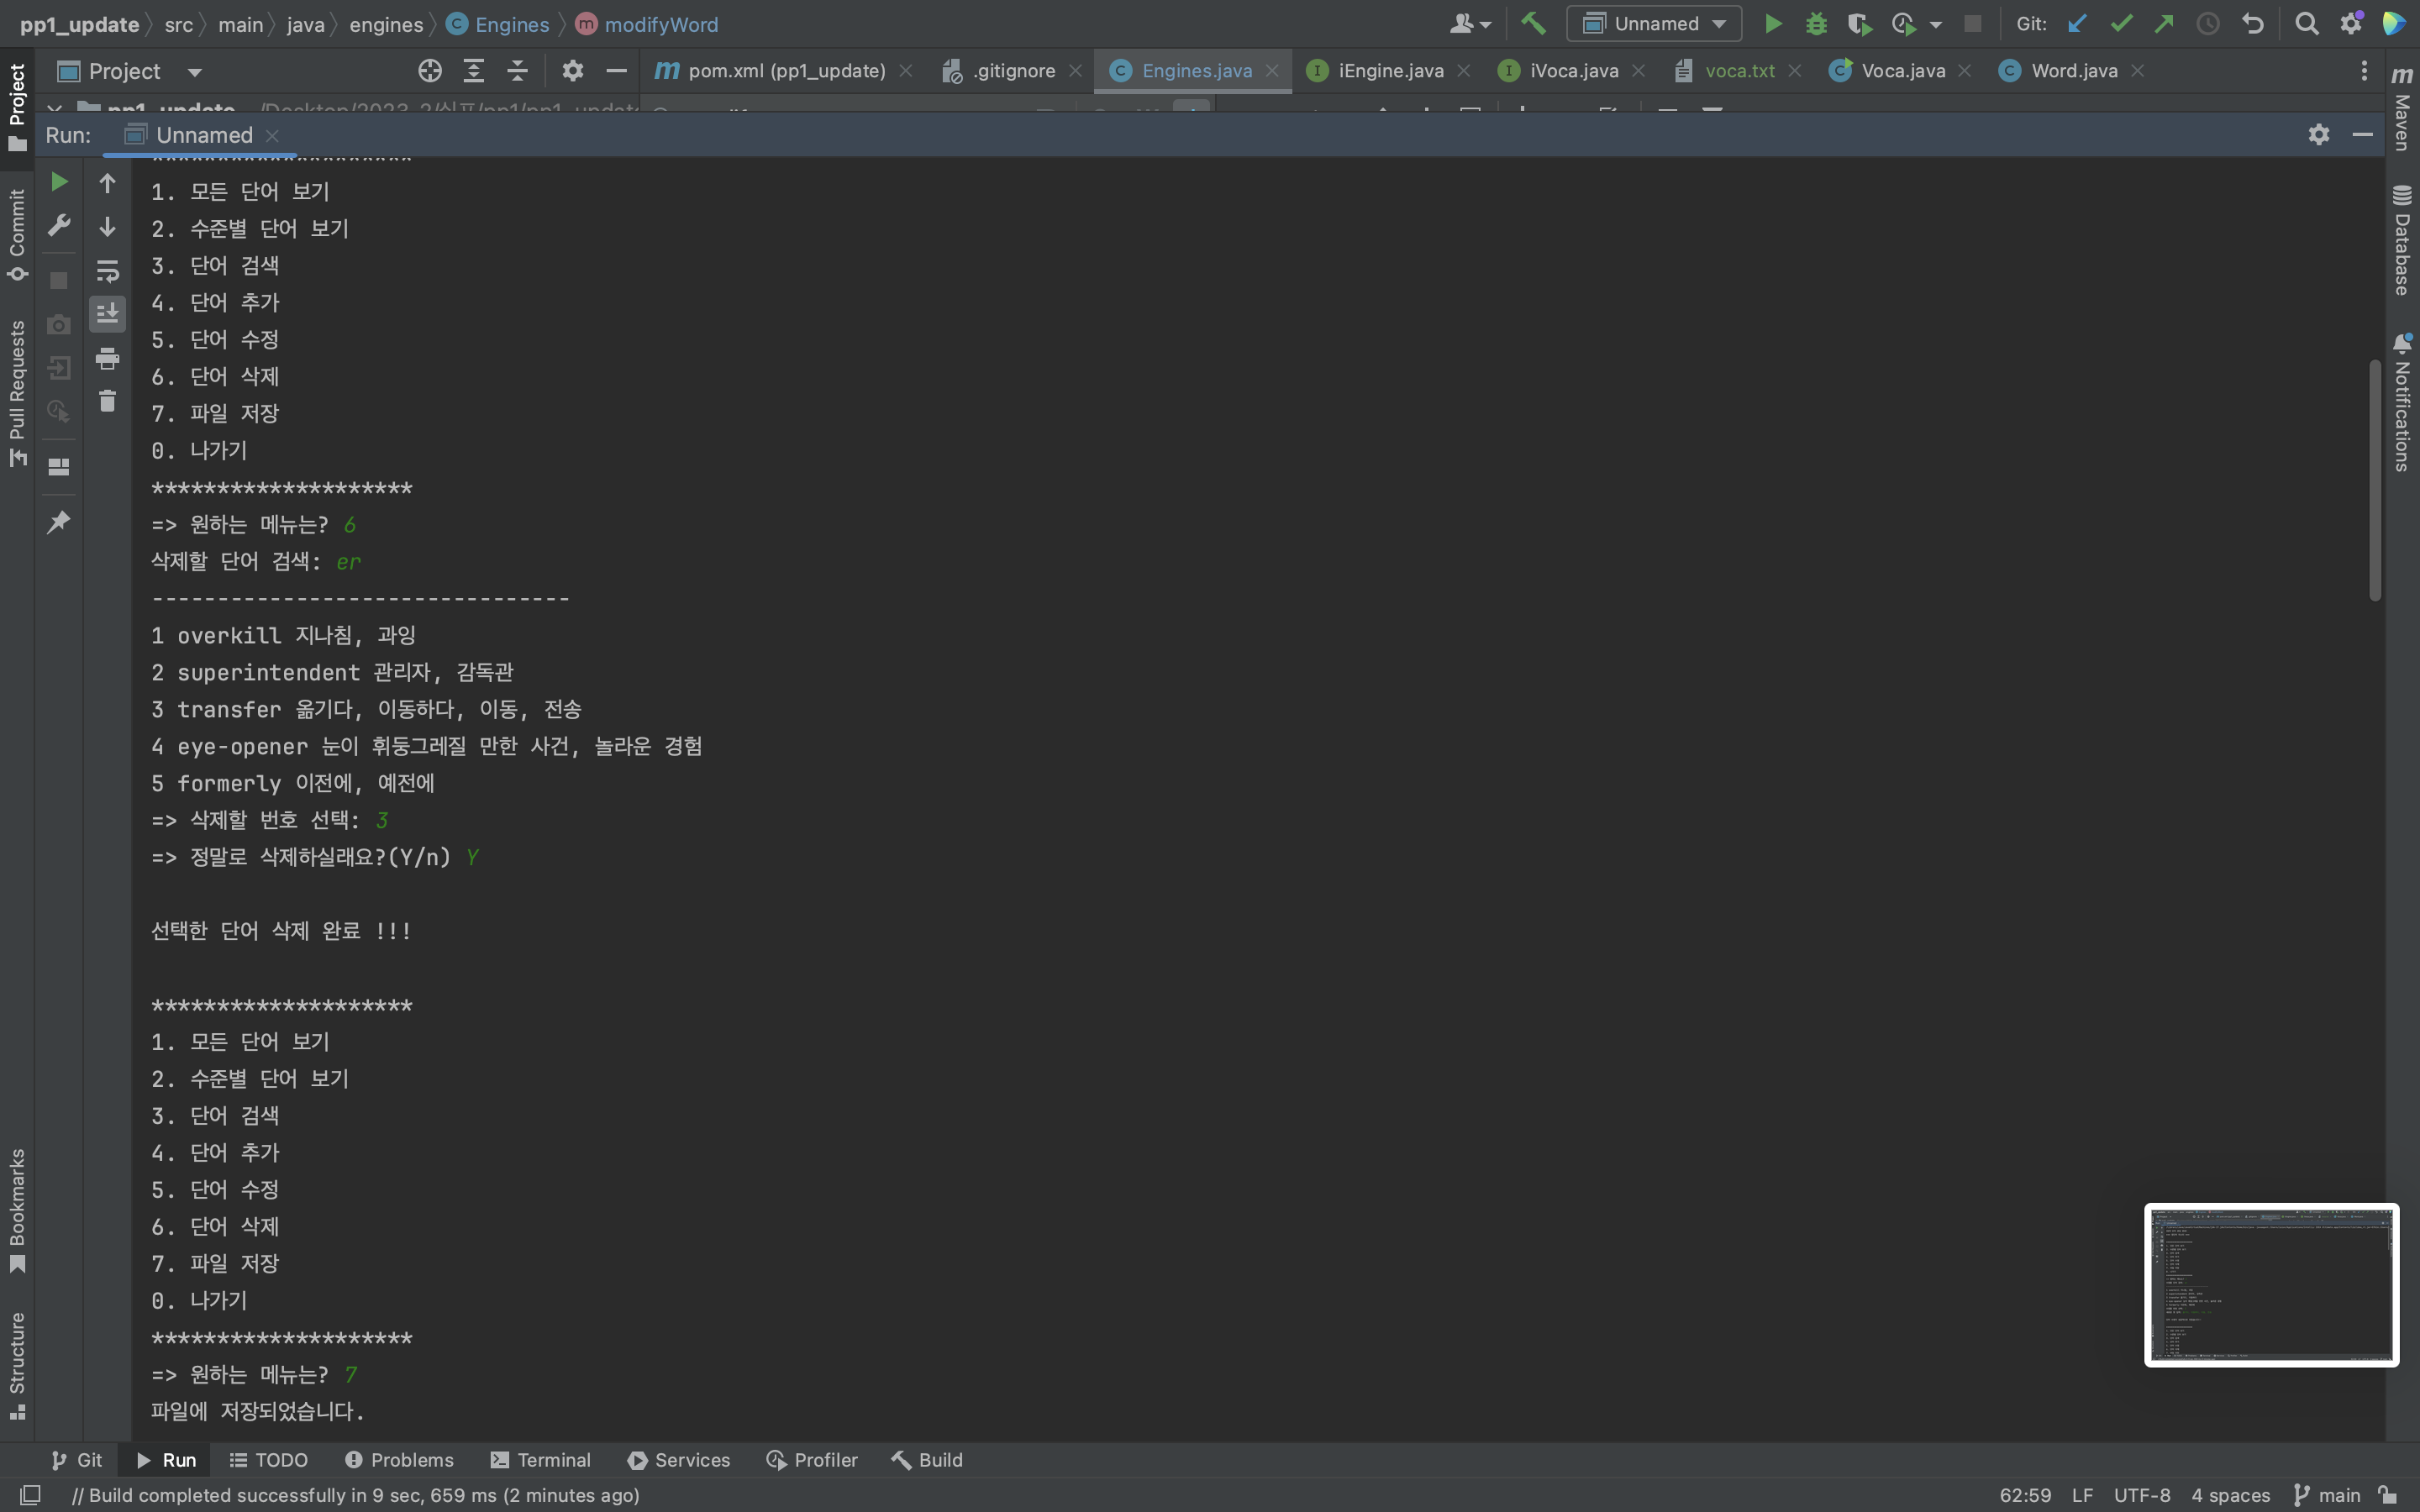 pp1_update > src > main > java > engines > Engines > modifyWord
Unnamed
Git:
Project
pom.xml (pp1_update)
.gitignore
Engines.java
iEngine.java
iVoca.java
voca.txt
Voca.java
Word.java
Run: Unnamed
********************
1. 모든 단어 보기
2. 수준별 단어 보기
3. 단어 검색
4. 단어 추가
5. 단어 수정
6. 단어 삭제
7. 파일 저장
0. 나가기
********************
=> 원하는 메뉴는? 6
삭제할 단어 검색: er
--------------------------------
1 overkill 지나침, 과잉
2 superintendent 관리자, 감독관
3 transfer 옮기다, 이동하다, 이동, 전송
4 eye-opener 눈이 휘둥그레질 만한 사건, 놀라운 경험
5 formerly 이전에, 예전에
=> 삭제할 번호 선택: 3
=> 정말로 삭제하실래요?(Y/n) Y
선택한 단어 삭제 완료 !!!
********************
1. 모든 단어 보기
2. 수준별 단어 보기
3. 단어 검색
4. 단어 추가
5. 단어 수정
6. 단어 삭제
7. 파일 저장
0. 나가기
********************
=> 원하는 메뉴는? 7
파일에 저장되었습니다.
Project
Commit
Pull Requests
Bookmarks
Structure
Maven
Database
Notifications
Git
Run
TODO
Problems
Terminal
Services
Profiler
Build
// Build completed successfully in 9 sec, 659 ms (2 minutes ago)
62:59 LF UTF-8 4 spaces main